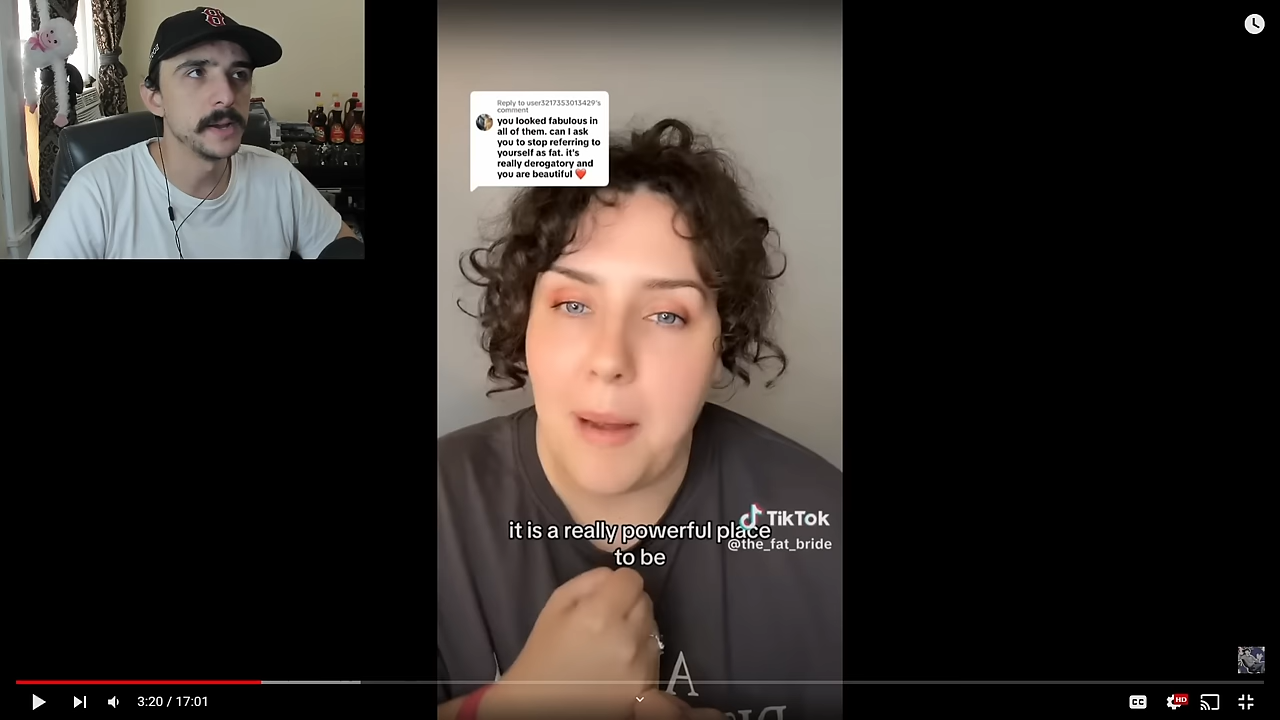 Reply to user3217353013429's
comment
you looked fabulous in
all of them. can I ask
you to stop referring to
yourself as fat. it's
really derogatory and
you are beautiful ❤️
it is a really powerful place
to be
TikTok
@the_fat_bride
A
3:20 / 17:01
CC
HD